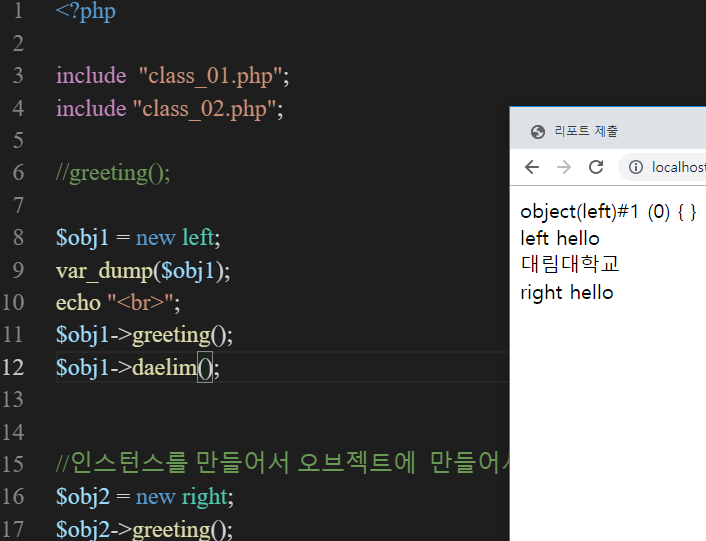 1 <?php
2
3 include  "class_01.php";
4 include "class_02.php";
5
6 //greeting();
7
8 $obj1 = new left;
9 var_dump($obj1);
10 echo "<br>";
11 $obj1->greeting();
12 $obj1->daelim();
13
14
15 //인스턴스를 만들어서 오브젝트에  만들어서
16 $obj2 = new right;
17 $obj2->greeting();
리포트 제출
localhost
object(left)#1 (0) { }
left hello
대림대학교
right hello